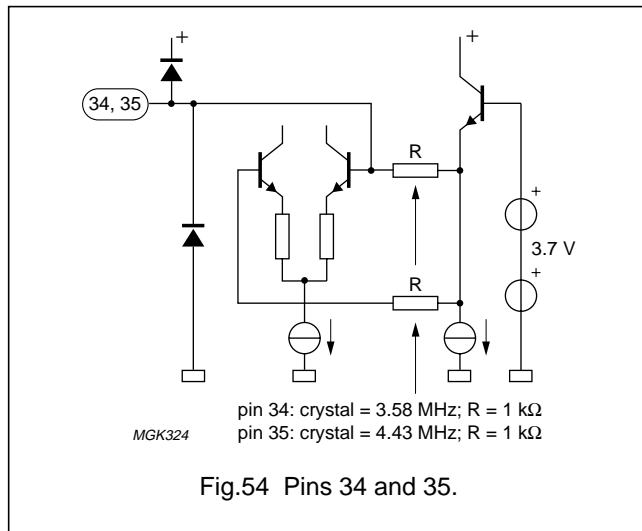 +
+
34, 35
R
+
3.7 V
+
R
pin 34: crystal = 3.58 MHz; R = 1 kΩ
MGK324
pin 35: crystal = 4.43 MHz; R = 1 kΩ
Fig.54 Pins 34 and 35.